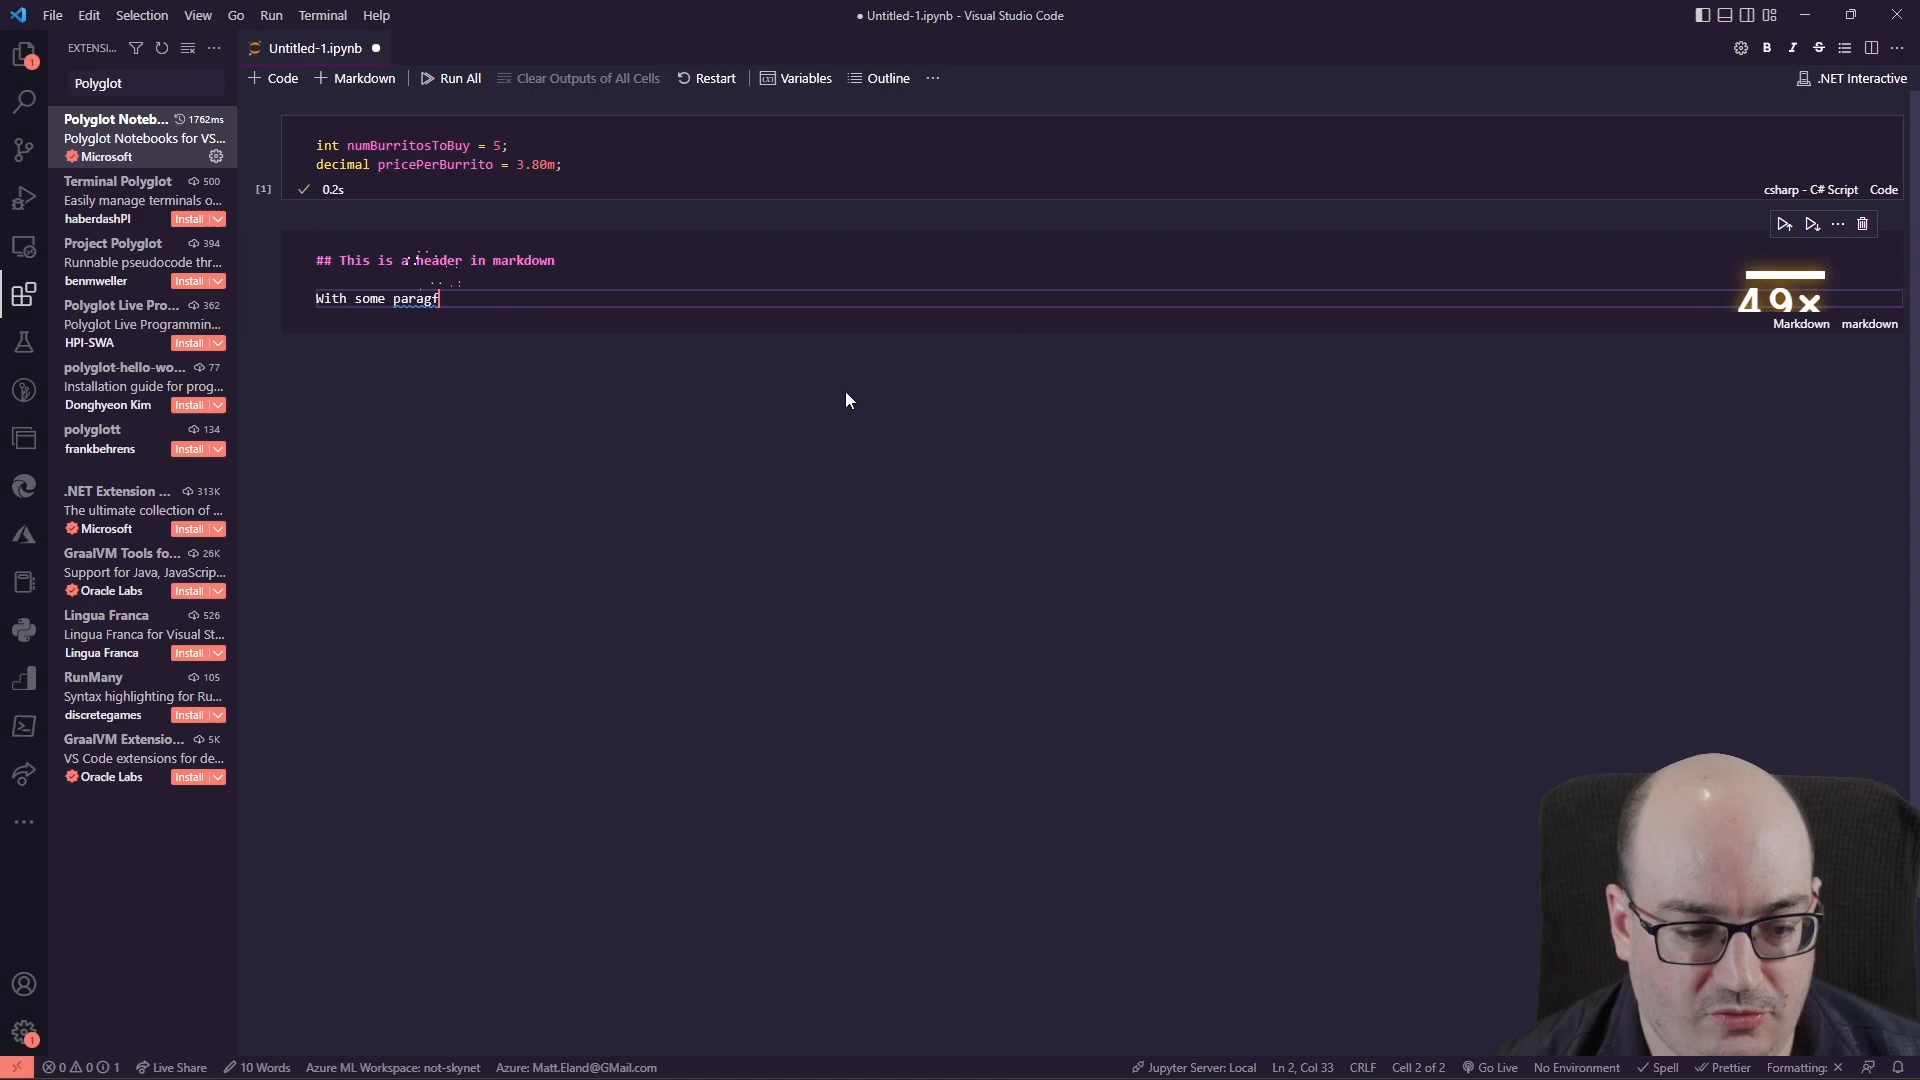 File Edit Selection View Go Run Terminal Help
● Untitled-1.ipynb - Visual Studio Code
EXTENSI...
Untitled-1.ipynb ●
Polyglot
+ Code + Markdown Run All Clear Outputs of All Cells Restart Variables Outline ...
.NET Interactive
Polyglot Noteb... 1762ms
Polyglot Notebooks for VS...
Microsoft
Terminal Polyglot 500
Easily manage terminals o...
haberdashPI Install
Project Polyglot 394
Runnable pseudocode thr...
benmweller Install
Polyglot Live Pro... 362
Polyglot Live Programmin...
HPI-SWA Install
polyglot-hello-wo... 77
Installation guide for prog...
Donghyeon Kim Install
polyglott 134
frankbehrens Install
.NET Extension ... 313K
The ultimate collection of ...
Microsoft Install
GraalVM Tools fo... 26K
Support for Java, JavaScrip...
Oracle Labs Install
Lingua Franca 526
Lingua Franca for Visual St...
Lingua Franca Install
RunMany 105
Syntax highlighting for Ru...
discretegames Install
GraalVM Extensio... 5K
VS Code extensions for de...
Oracle Labs Install
int numBurritosToBuy = 5;
decimal pricePerBurrito = 3.80m;
[1] ✓ 0.2s
csharp - C# Script Code
## This is a header in markdown
With some paragf
49×
Markdown markdown
0 0 1 Live Share 10 Words Azure ML Workspace: not-skynet Azure: Matt.Eland@GMail.com
Jupyter Server: Local Ln 2, Col 33 CRLF Cell 2 of 2 Go Live No Environment ✓ Spell Prettier Formatting: ×